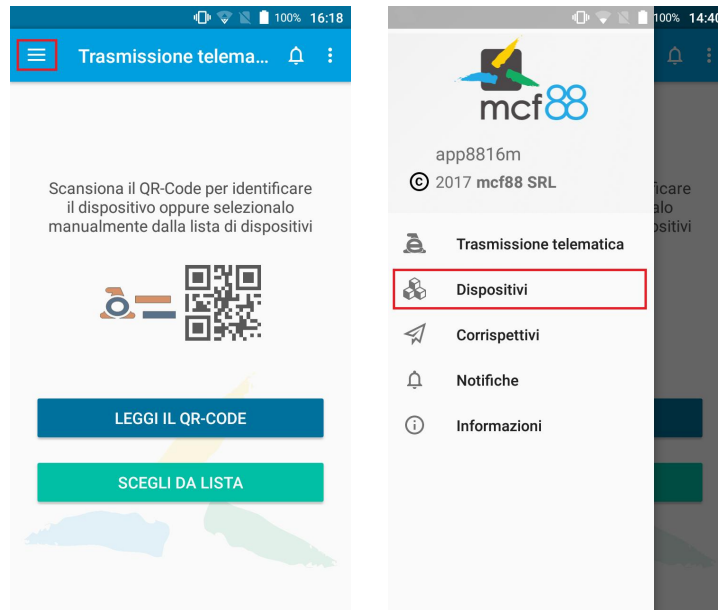 100% 16:18
Trasmissione telema...
Scansiona il QR-Code per identificare
il dispositivo oppure selezionalo
manualmente dalla lista di dispositivi
LEGGI IL QR-CODE
SCEGLI DA LISTA
100% 14:40
mcf88
app8816m
© 2017 mcf88 SRL
Trasmissione telematica
Dispositivi
Corrispettivi
Notifiche
Informazioni
ficare
alo
ositivi